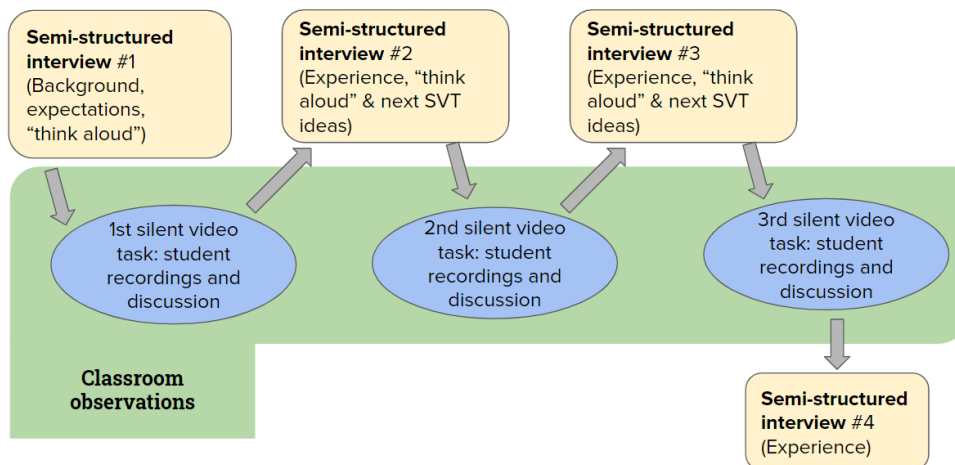 Semi-structured
interview #1
(Background,
expectations,
“think aloud”)
Semi-structured
interview #2
(Experience, “think
aloud” & next SVT
ideas)
Semi-structured
interview #3
(Experience, “think
aloud” & next SVT
ideas)
1st silent video
task: student
recordings and
discussion
2nd silent video
task: student
recordings and
discussion
3rd silent video
task: student
recordings and
discussion
Classroom
observations
Semi-structured
interview #4
(Experience)